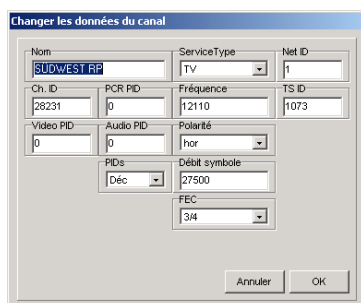 Changer les données du canal
Nom ServiceType Net ID
SÜDWEST RP TV 1
Ch. ID PCR PID Fréquence TS ID
28231 0 12110 1073
Video PID Audio PID Polarité
0 0 hor
PIDs Débit symbole
Déc 27500
FEC
3/4
Annuler OK